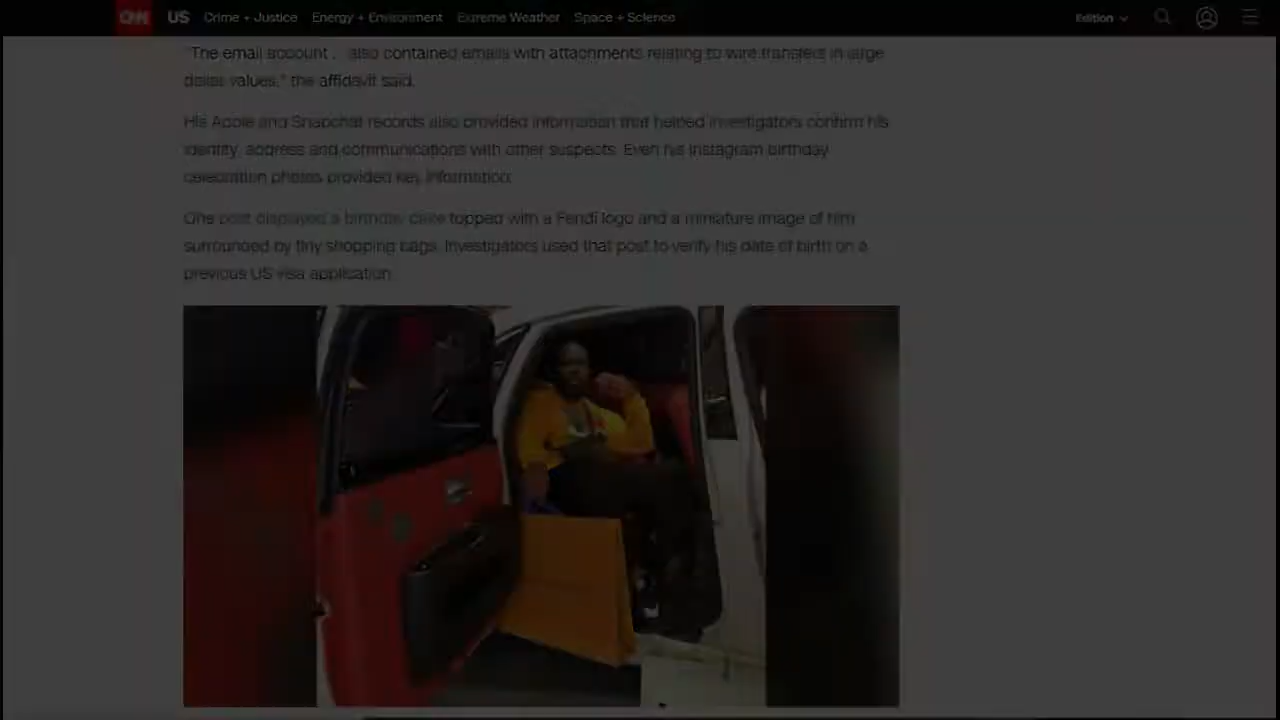 CNN US Crime + Justice Energy + Environment Extreme Weather Space + Science Edition
"The email account . also contained emails with attachments relating to wire transfers in large
dollar values," the affidavit said.
His Apple and Snapchat records also provided information that helped investigators confirm his
identity, address and communications with other suspects. Even his Instagram birthday
celebration photos provided key information.
One post displayed a birthday cake topped with a Fendi logo and a miniature image of him
surrounded by tiny shopping bags. Investigators used that post to verify his date of birth on a
previous US visa application.